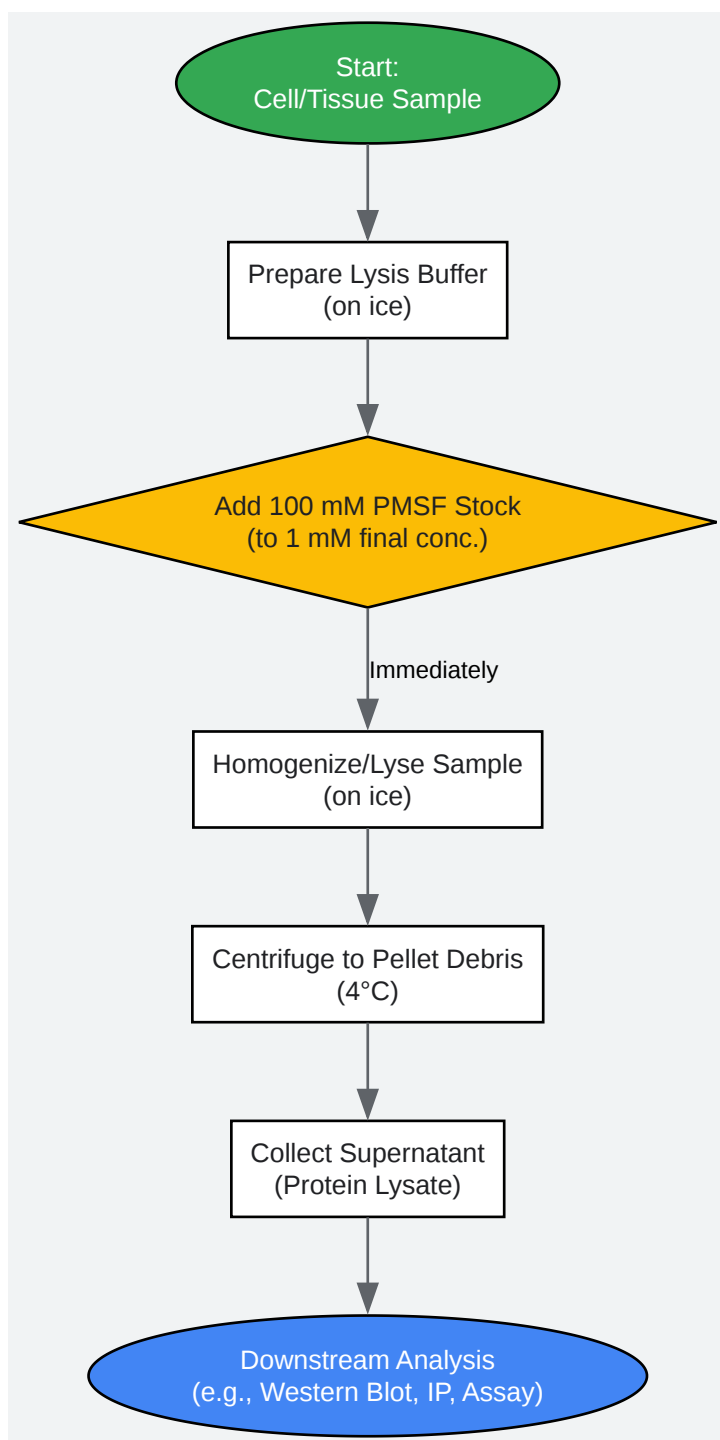 Start:
Cell/Tissue Sample
Prepare Lysis Buffer
(on ice)
Add 100 mM PMSF Stock
(to 1 mM final conc.)
Immediately
Homogenize/Lyse Sample
(on ice)
Centrifuge to Pellet Debris
(4°C)
Collect Supernatant
(Protein Lysate)
Downstream Analysis
(e.g., Western Blot, IP, Assay)